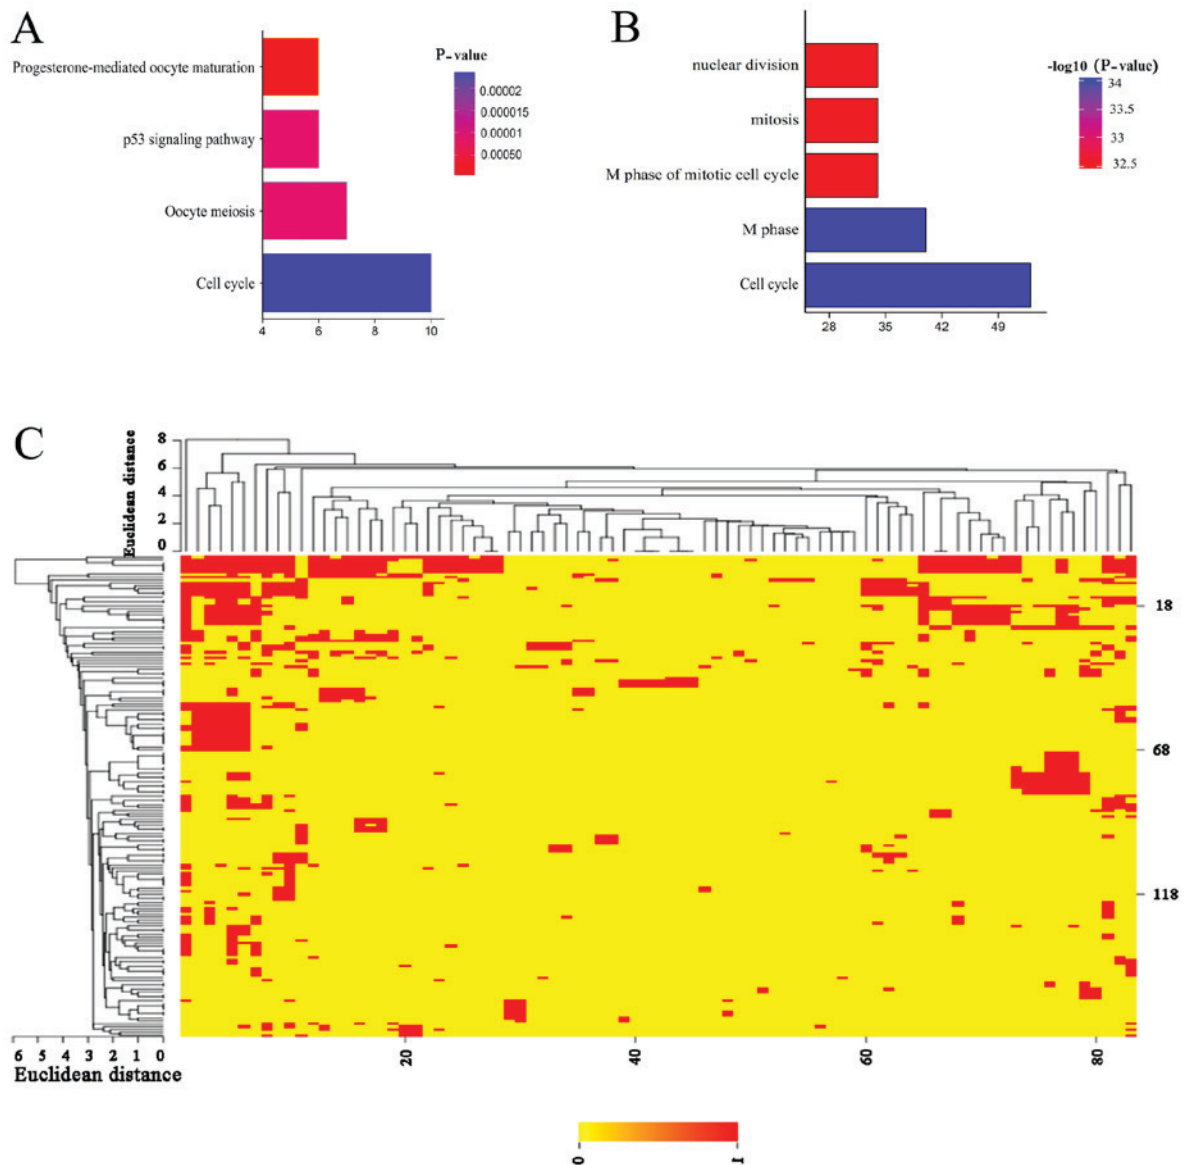 A
Progesterone-mediated oocyte maturation
p53 signaling pathway
Oocyte meiosis
Cell cycle
4 6 8 10
P-value
0.00002
0.000015
0.00001
0.00050
B
nuclear division
mitosis
M phase of mitotic cell cycle
M phase
Cell cycle
28 35 42 49
-log10 (P-value)
34
33.5
33
32.5
C
Euclidean distance
8
6
4
2
0
18
68
118
6 5 4 3 2 1 0
Euclidean distance
20 40 60 80
0 1